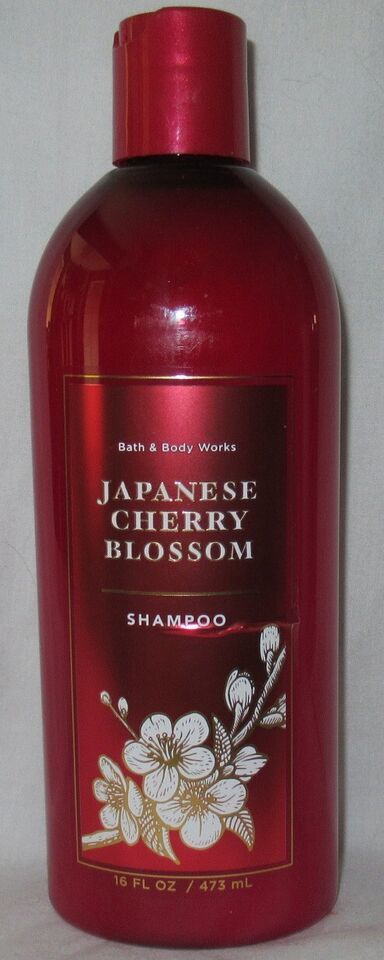 Bath & Body Works
JAPANESE
CHERRY
BLOSSOM
SHAMPOO
16 FL OZ / 473 mL